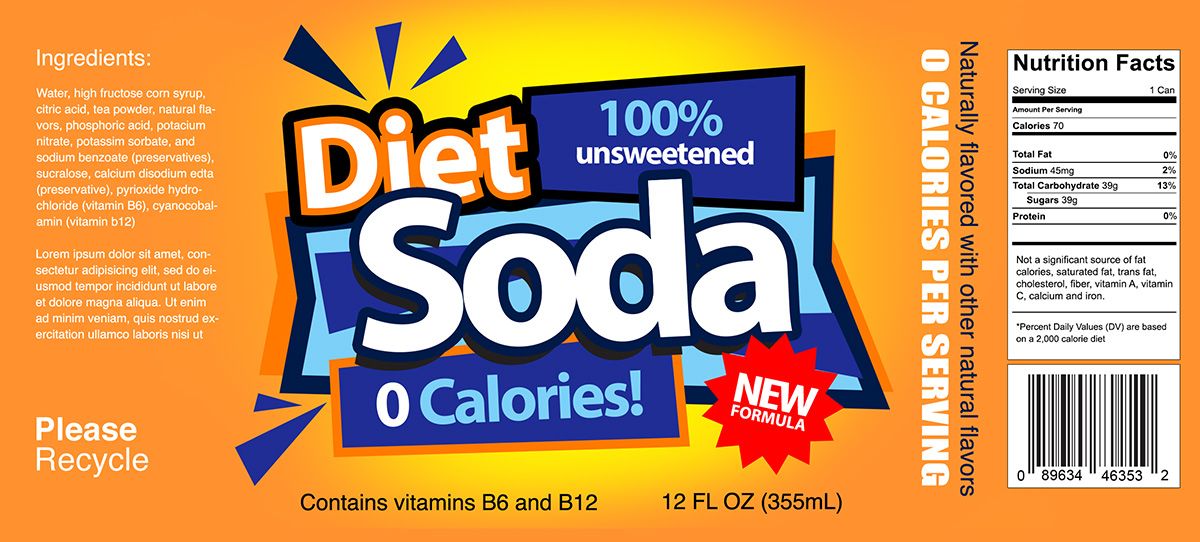 Ingredients:
Water, high fructose corn syrup,
citric acid, tea powder, natural fla-
vors, phosphoric acid, potacium
nitrate, potassim sorbate, and
sodium benzoate (preservatives),
sucralose, calcium disodium edta
(preservative), pyrioxide hydro-
chloride (vitamin B6), cyanocobal-
amin (vitamin b12)
Lorem ipsum dolor sit amet, con-
sectetur adipisicing elit, sed do ei-
usmod tempor incididunt ut labore
et dolore magna aliqua. Ut enim
ad minim veniam, quis nostrud ex-
ercitation ullamco laboris nisi ut
Please
Recycle
Diet
Soda
100%
unsweetened
0 Calories!
NEW
FORMULA
Contains vitamins B6 and B12
12 FL OZ (355mL)
Naturally flavored with other natural flavors
0 CALORIES PER SERVING
Nutrition Facts
Serving Size 1 Can
Amount Per Serving
Calories 70
Total Fat 0%
Sodium 45mg 2%
Total Carbohydrate 39g 13%
Sugars 39g
Protein 0%
Not a significant source of fat
calories, saturated fat, trans fat,
cholesterol, fiber, vitamin A, vitamin
C, calcium and iron.
*Percent Daily Values (DV) are based
on a 2,000 calorie diet
0 89634 46353 2